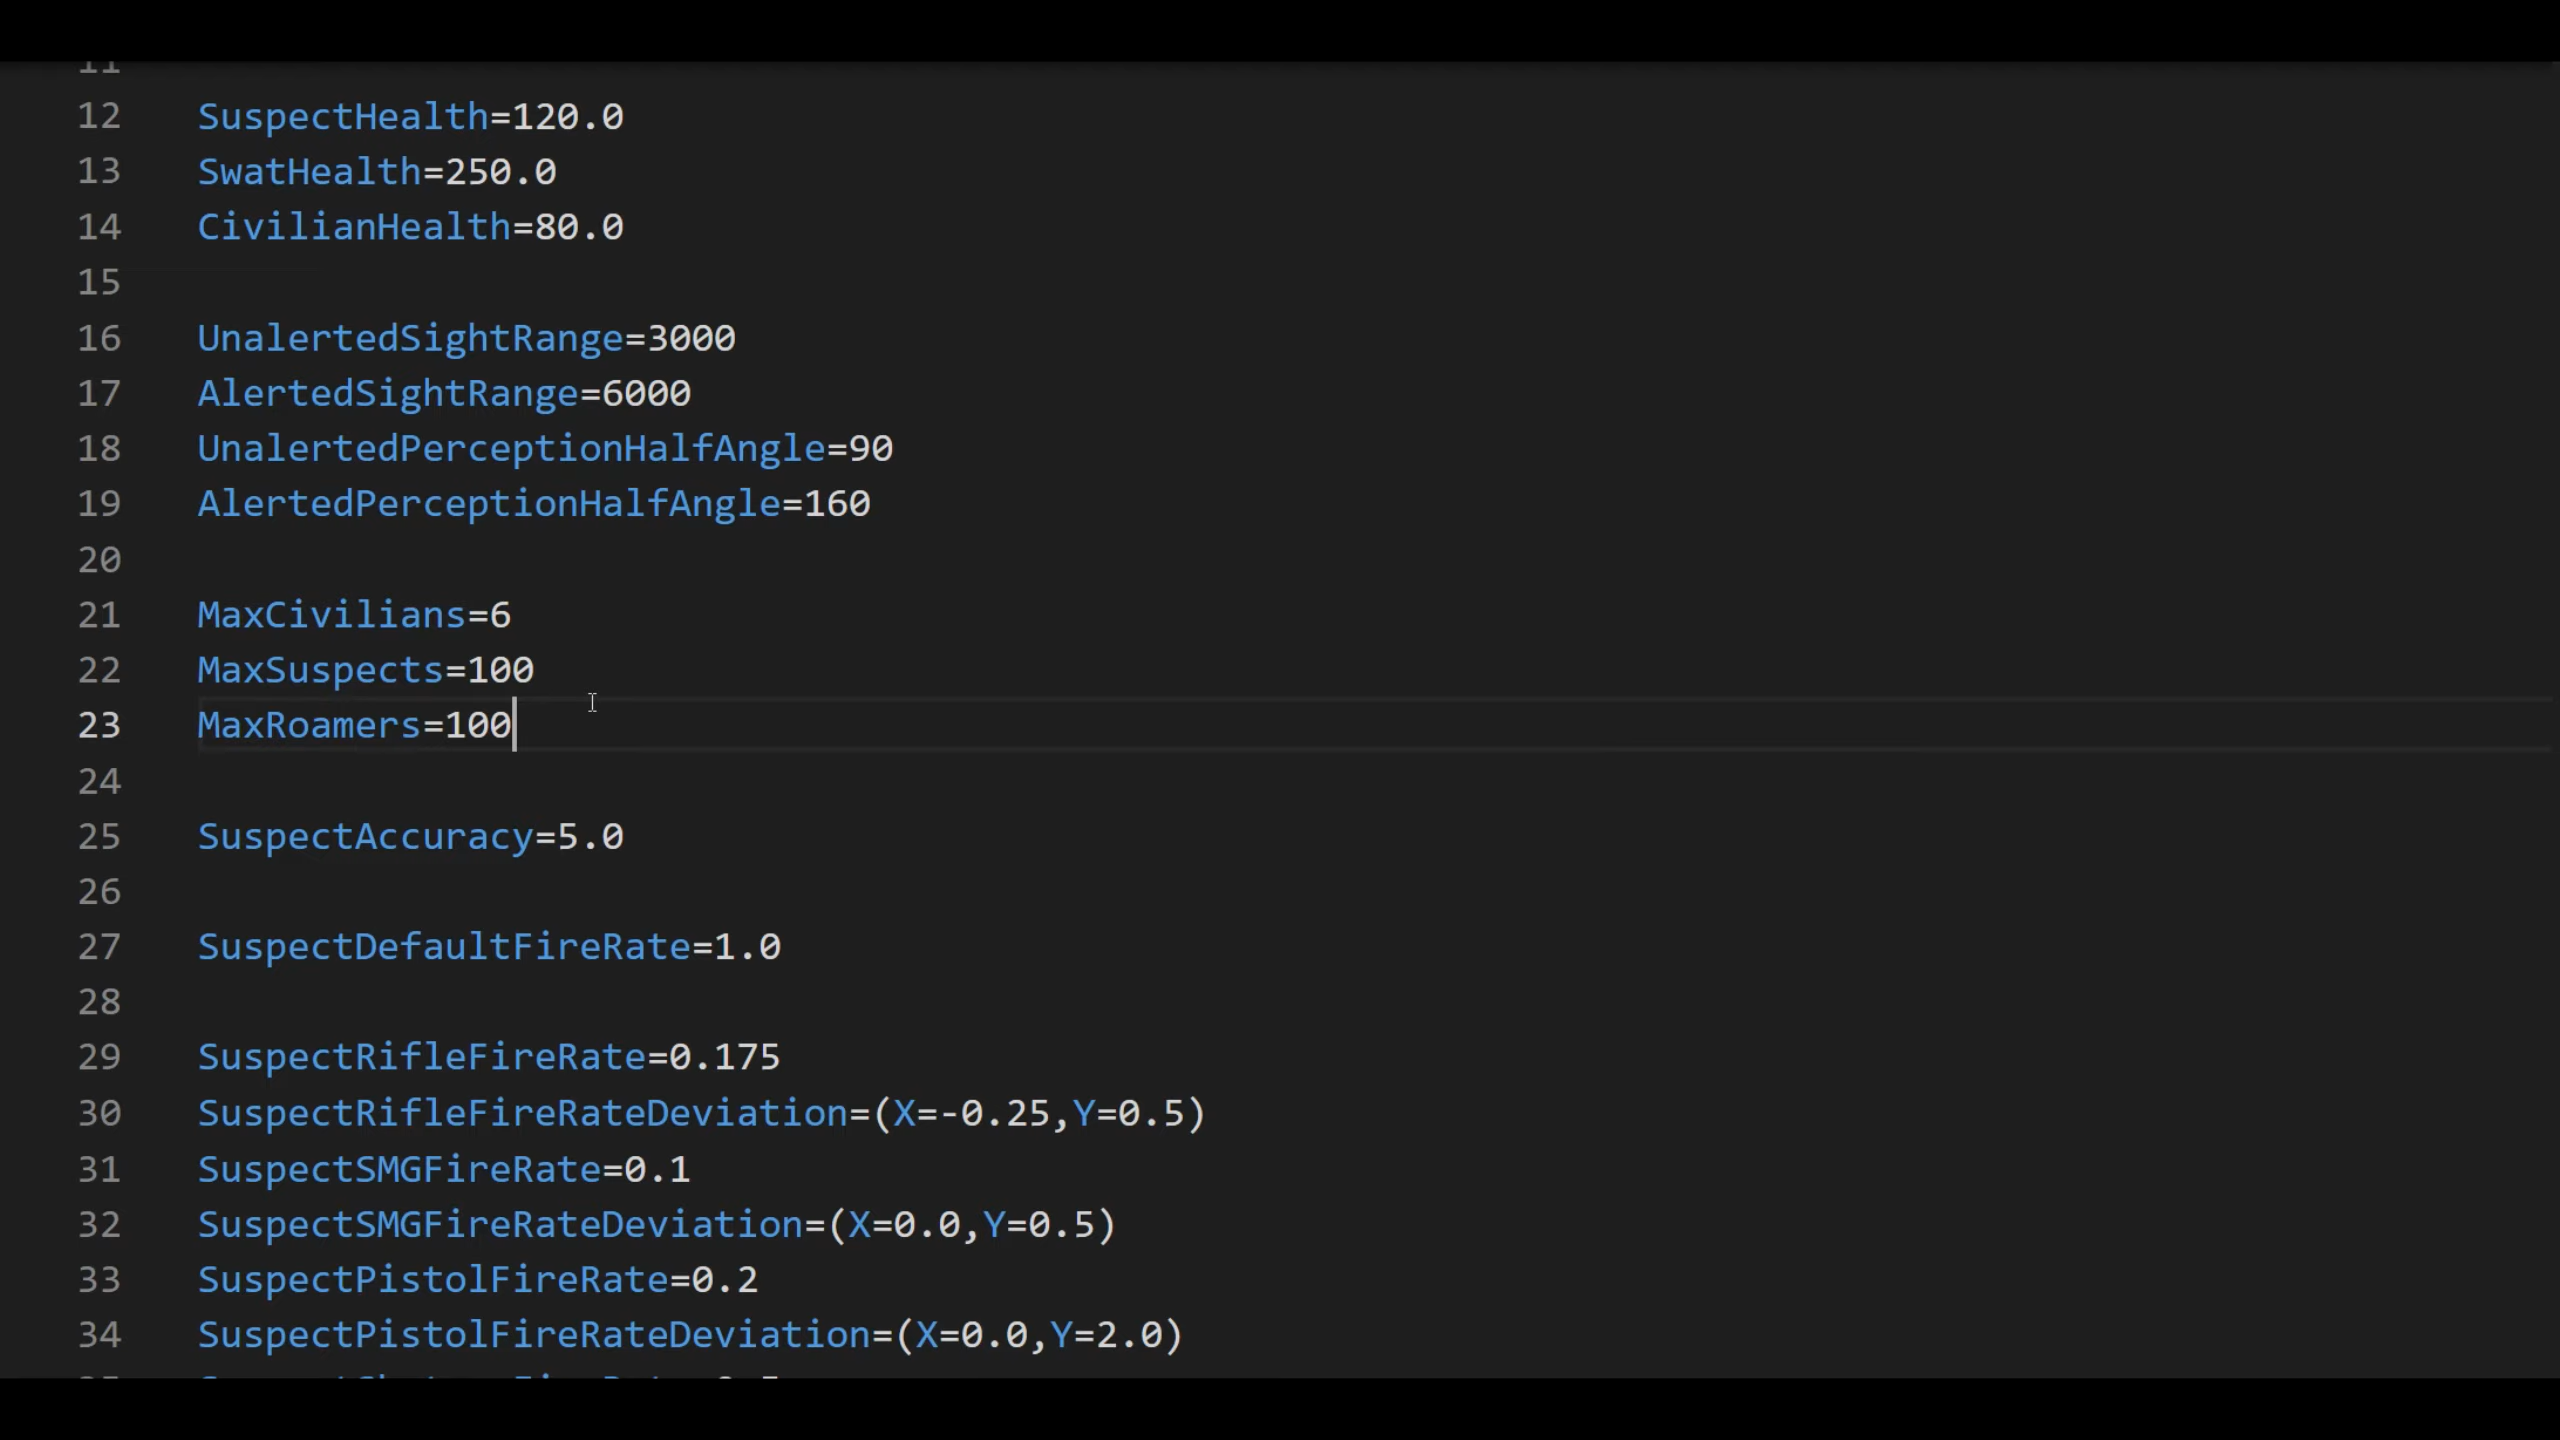 11
12 SuspectHealth=120.0
13 SwatHealth=250.0
14 CivilianHealth=80.0
15
16 UnalertedSightRange=3000
17 AlertedSightRange=6000
18 UnalertedPerceptionHalfAngle=90
19 AlertedPerceptionHalfAngle=160
20
21 MaxCivilians=6
22 MaxSuspects=100
23 MaxRoamers=100
24
25 SuspectAccuracy=5.0
26
27 SuspectDefaultFireRate=1.0
28
29 SuspectRifleFireRate=0.175
30 SuspectRifleFireRateDeviation=(X=-0.25,Y=0.5)
31 SuspectSMGFireRate=0.1
32 SuspectSMGFireRateDeviation=(X=0.0,Y=0.5)
33 SuspectPistolFireRate=0.2
34 SuspectPistolFireRateDeviation=(X=0.0,Y=2.0)